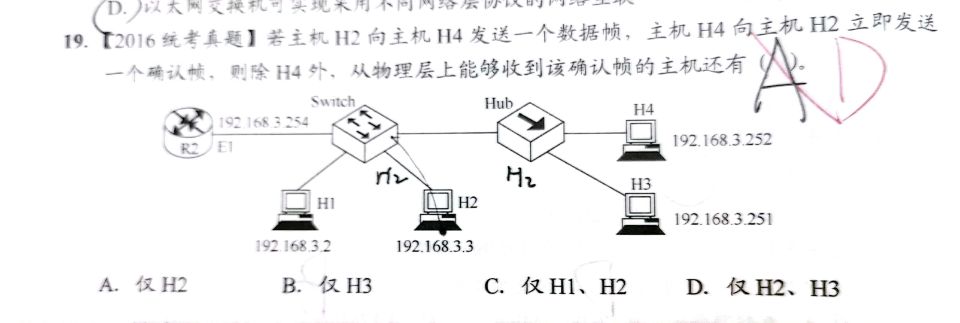 D. 以太网交换机可实现采用不同网络层协议的网络互联
19.【2016 统考真题】若主机 H2 向主机 H4 发送一个数据帧，主机 H4 向主机 H2 立即发送
一个确认帧，则除 H4 外，从物理层上能够收到该确认帧的主机还有（ ）。
A D
Switch
Hub
H4
192.168.3.254
R2 E1
192.168.3.252
H2
H2
H3
H1
H2
192.168.3.251
192.168.3.2
192.168.3.3
A. 仅 H2 B. 仅 H3 C. 仅 H1、H2 D. 仅 H2、H3